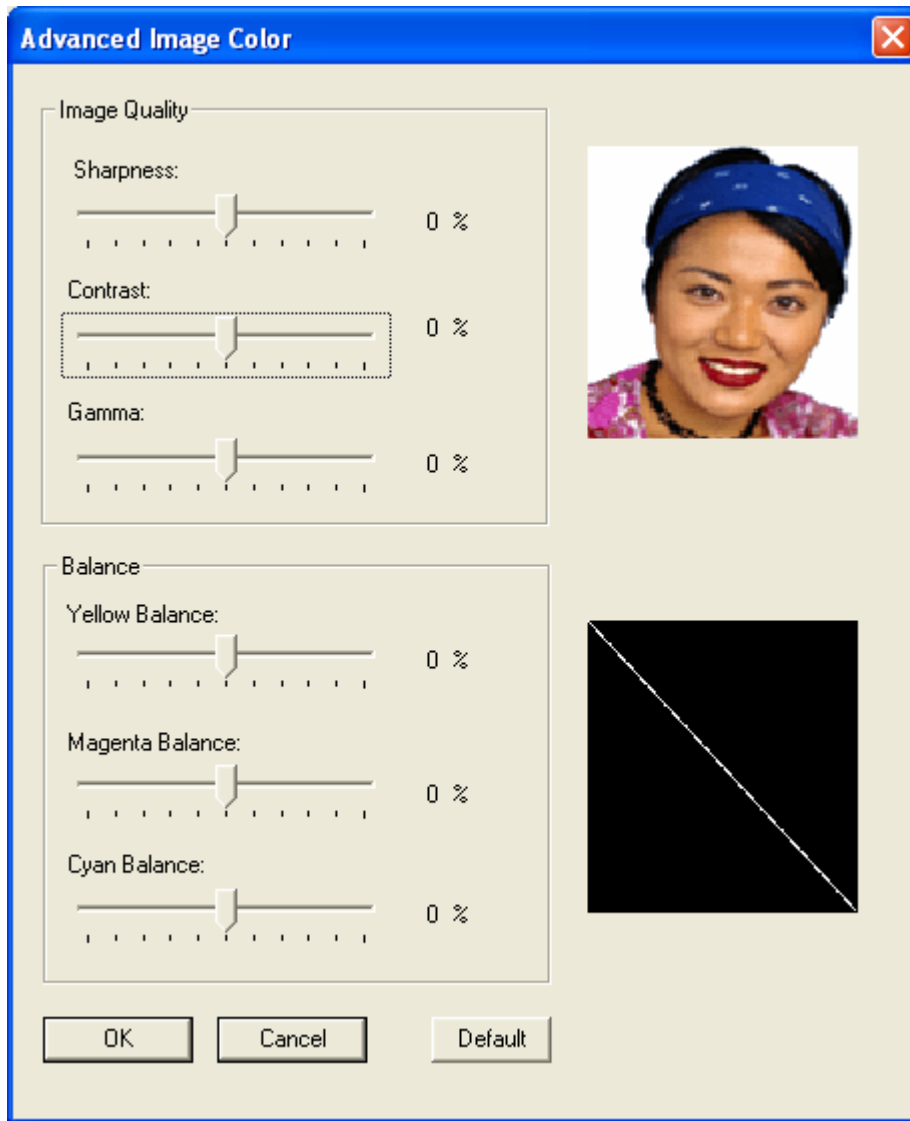 Advanced Image Color
Image Quality
Sharpness:
0 %
Contrast:
0 %
Gamma:
0 %
Balance
Yellow Balance:
0 %
Magenta Balance:
0 %
Cyan Balance:
0 %
OK Cancel Default